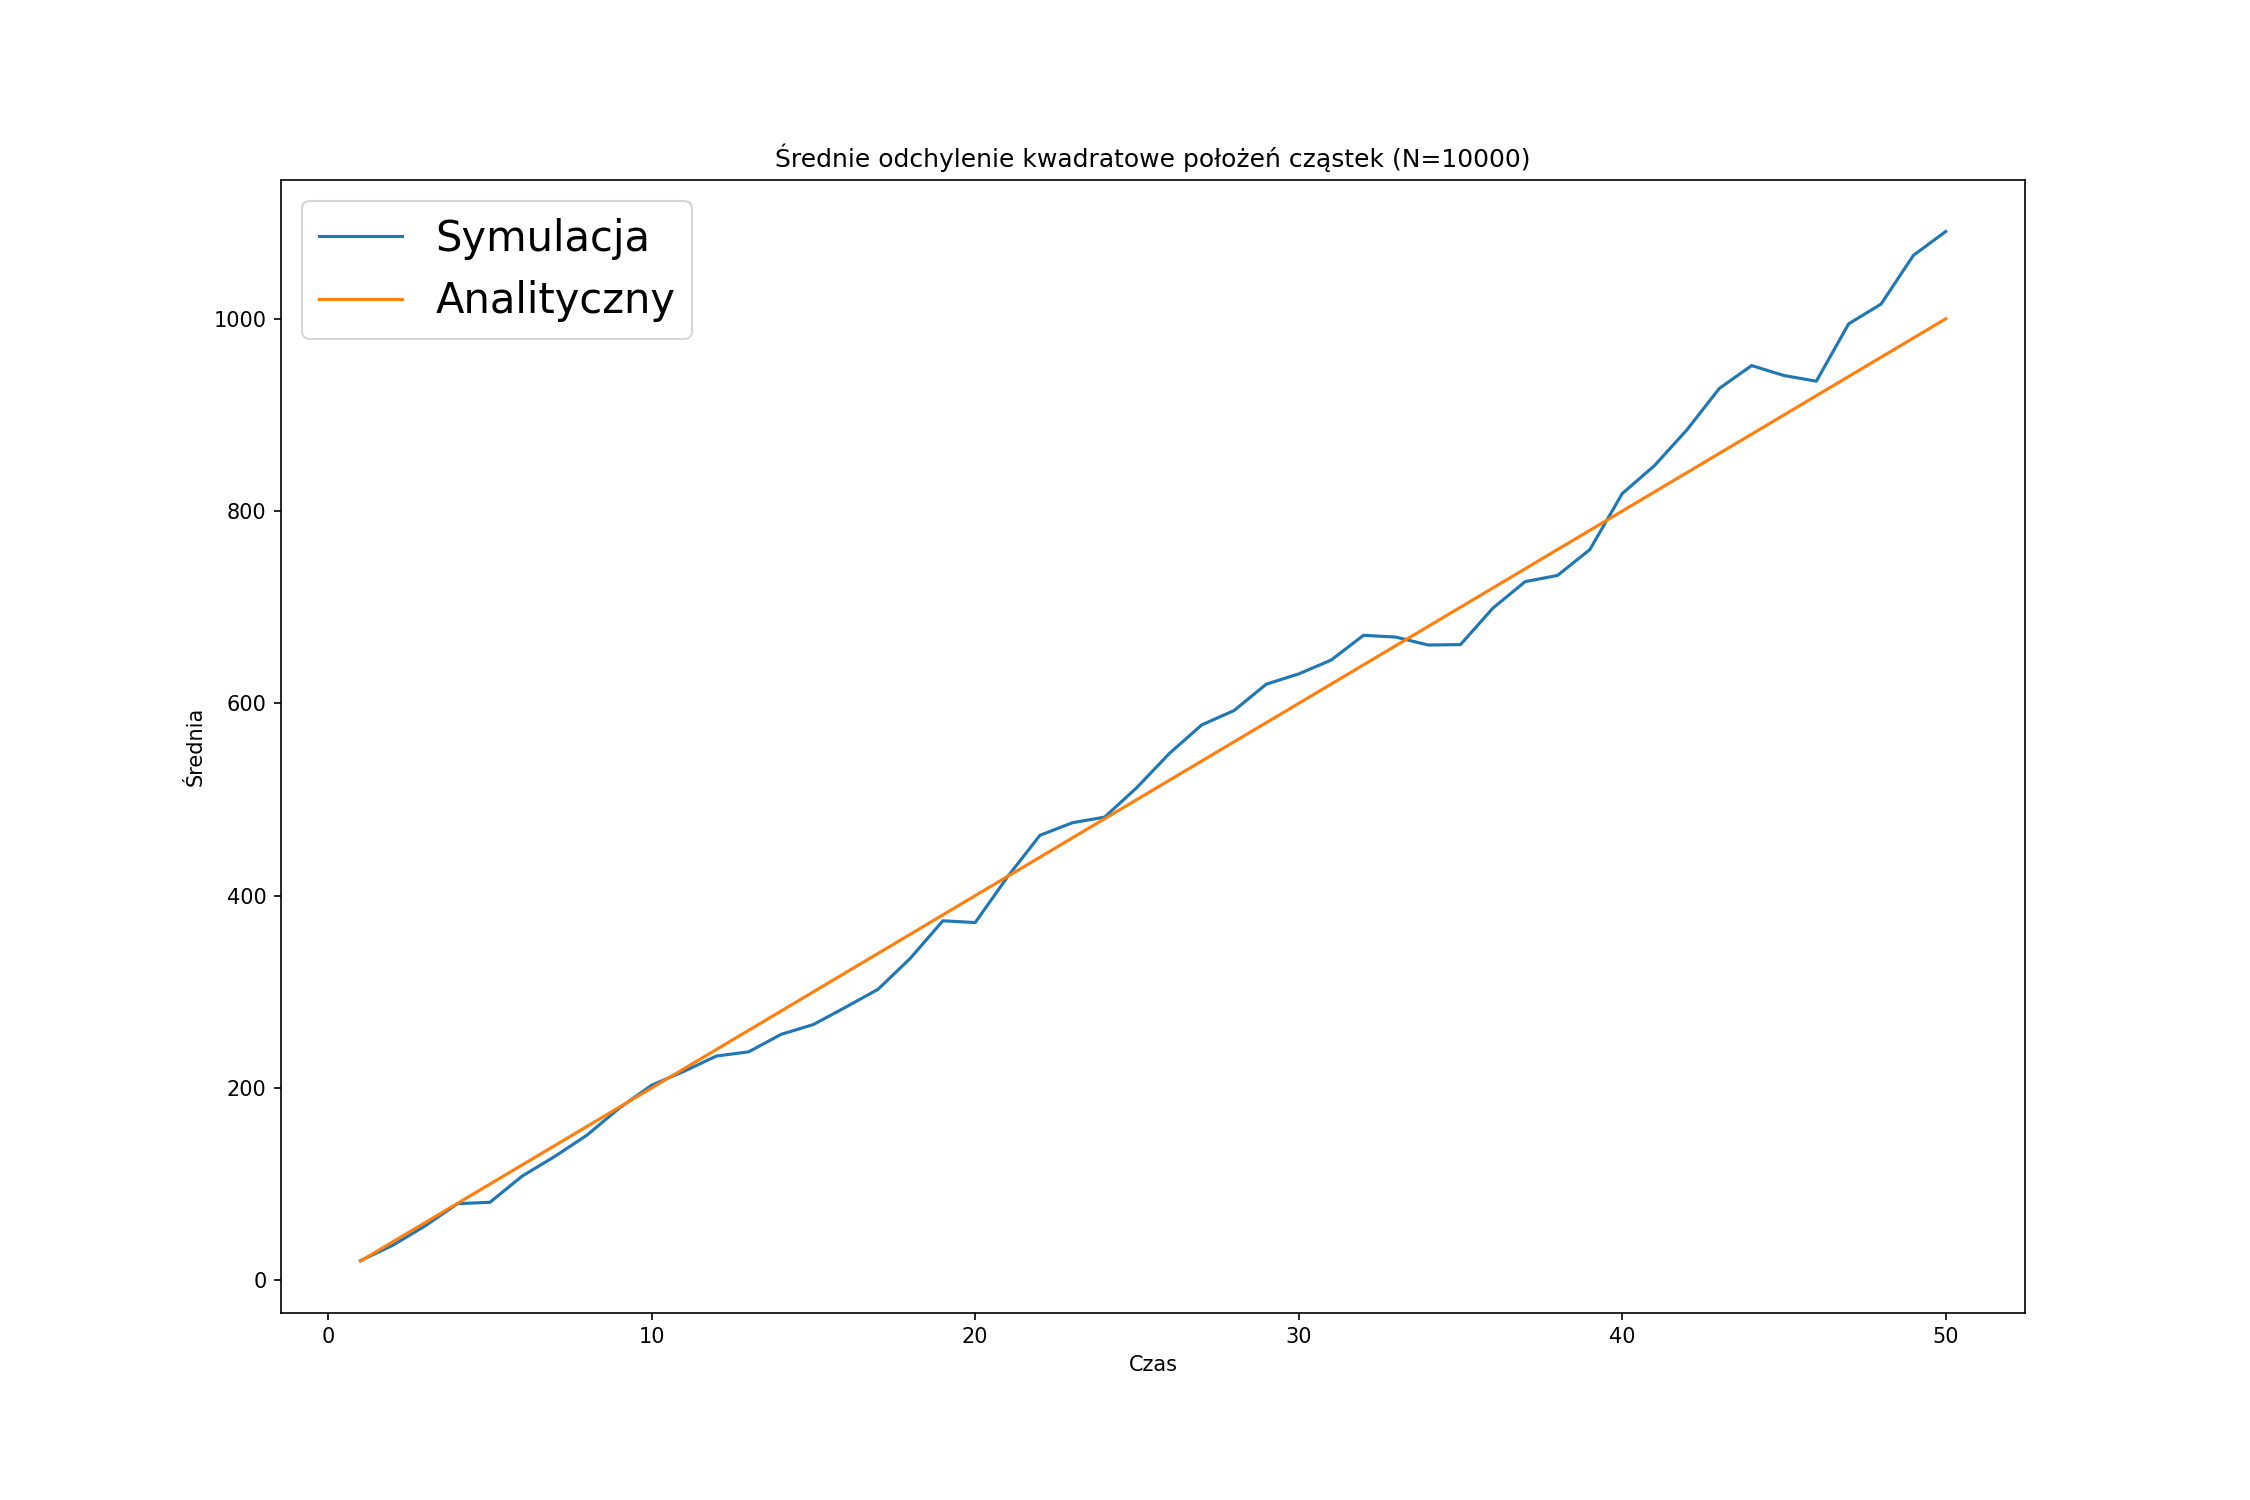 Średnie odchylenie kwadratowe położeń cząstek (N=10000)
Symulacja
Analityczny
1000
800
600
400
200
0
Średnia
0 10 20 30 40 50
Czas